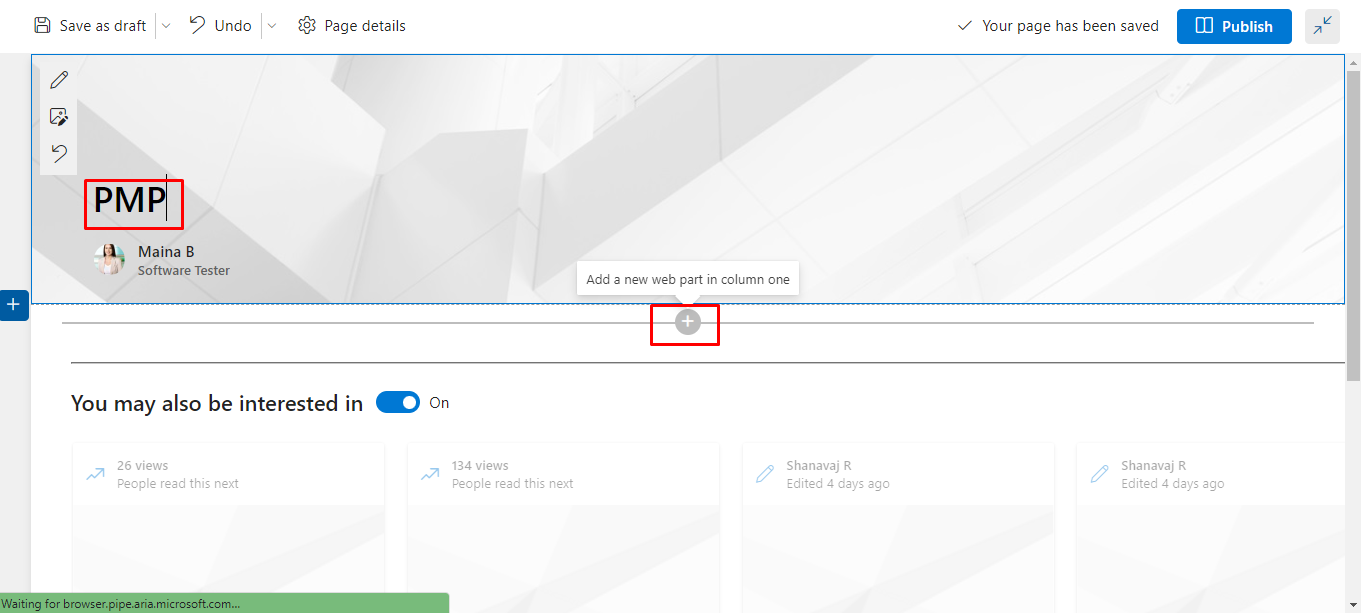 Save as draft
Undo
Page details
Your page has been saved
Publish
PMP
Maina B
Software Tester
Add a new web part in column one
You may also be interested in
On
26 views
People read this next
134 views
People read this next
Shanavaj R
Edited 4 days ago
Shanavaj R
Edited 4 days ago
Waiting for browser.pipe.aria.microsoft.com...